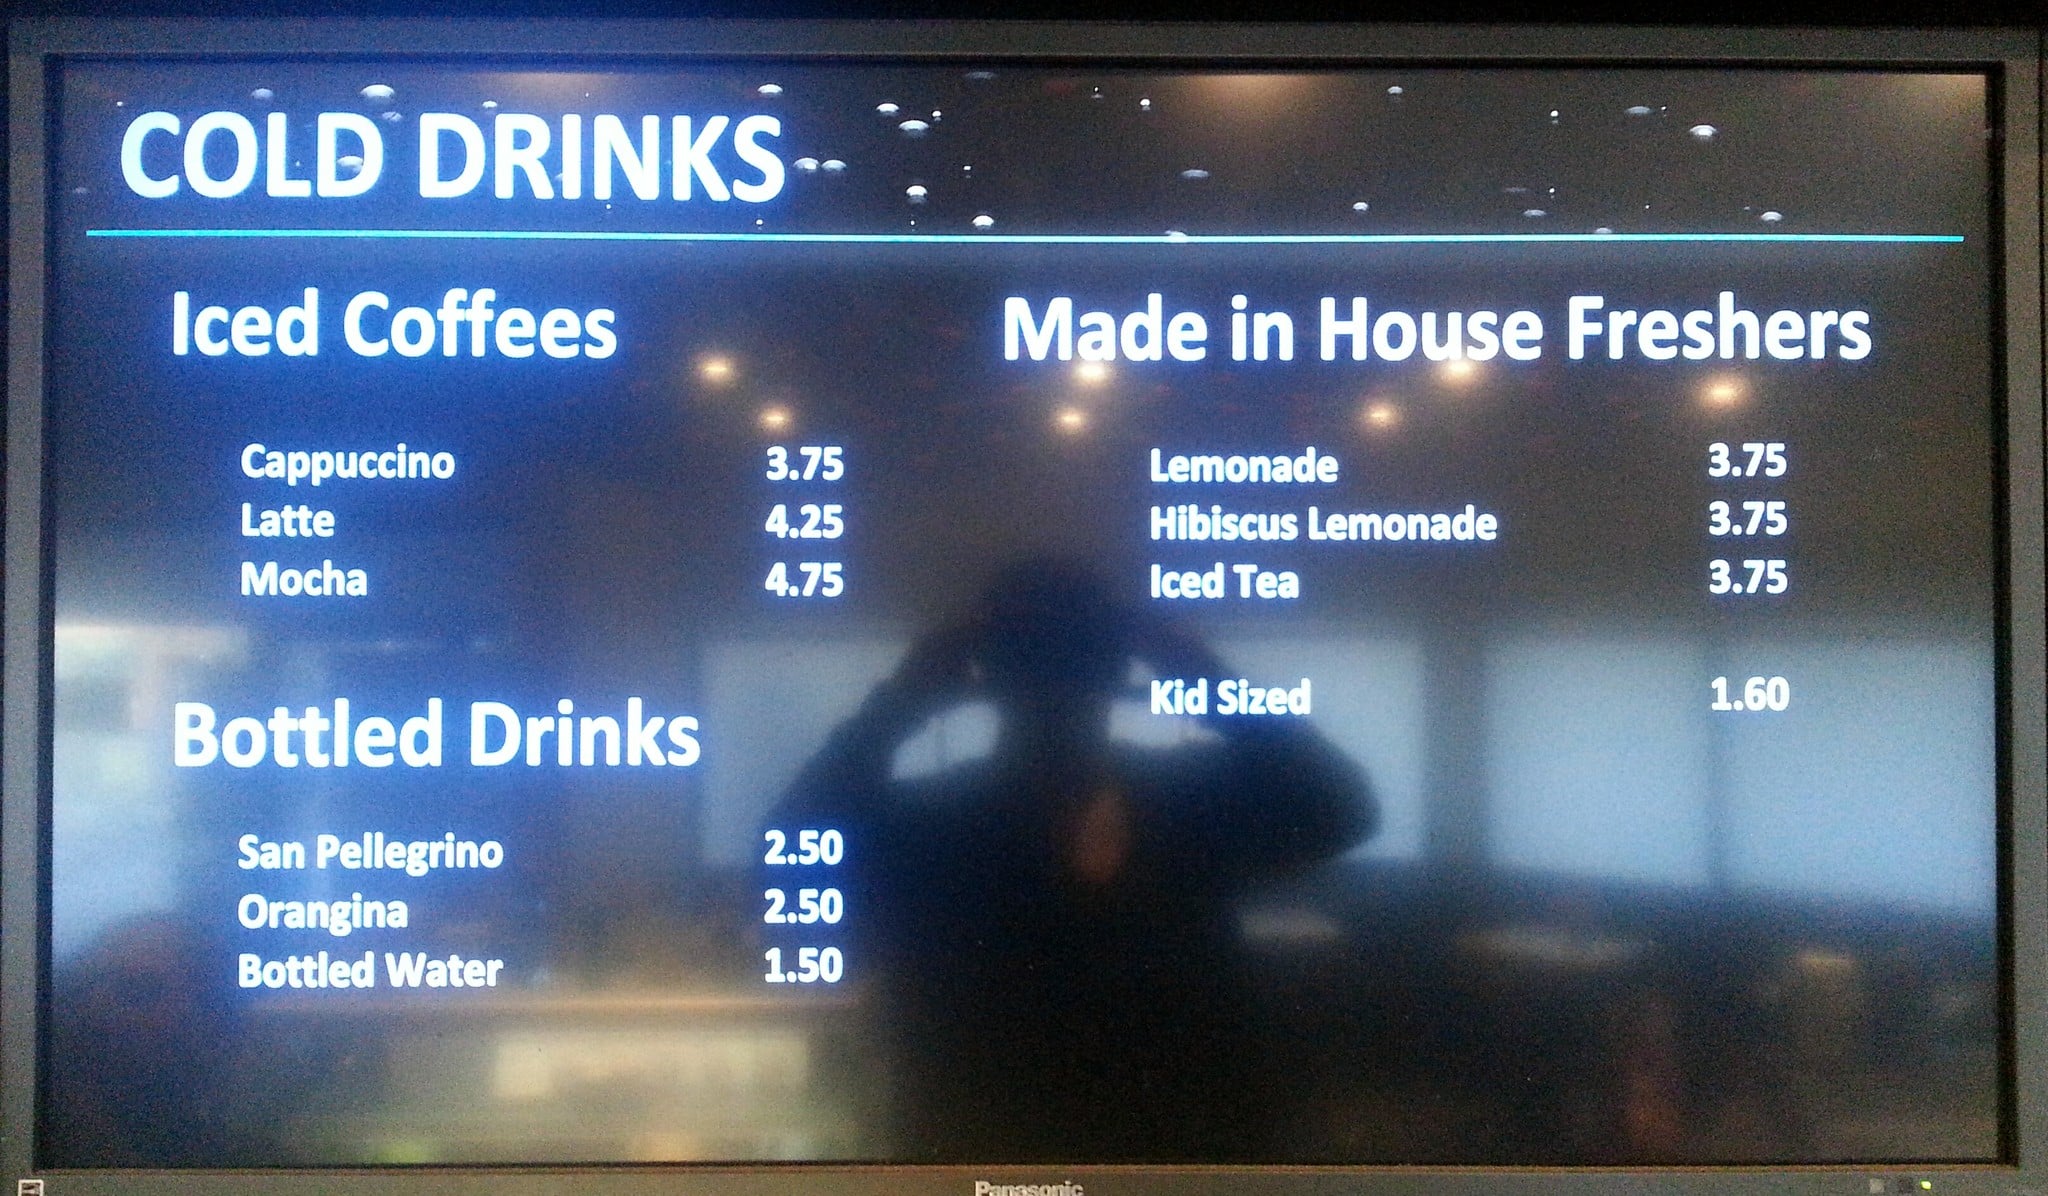 COLD DRINKS
Iced Coffees
Cappuccino 3.75
Latte 4.25
Mocha 4.75
Bottled Drinks
San Pellegrino 2.50
Orangina 2.50
Bottled Water 1.50
Made in House Freshers
Lemonade 3.75
Hibiscus Lemonade 3.75
Iced Tea 3.75
Kid Sized 1.60
Panasonic